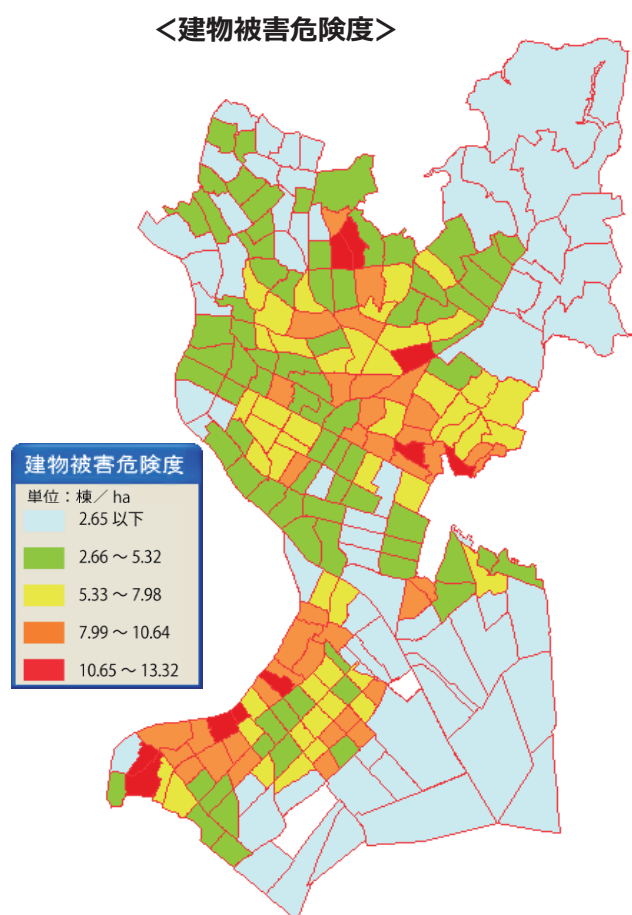 ＜建物被害危険度＞
建物被害危険度
単位：棟／ ha
2.65 以下
2.66 ～ 5.32
5.33 ～ 7.98
7.99 ～ 10.64
10.65 ～ 13.32